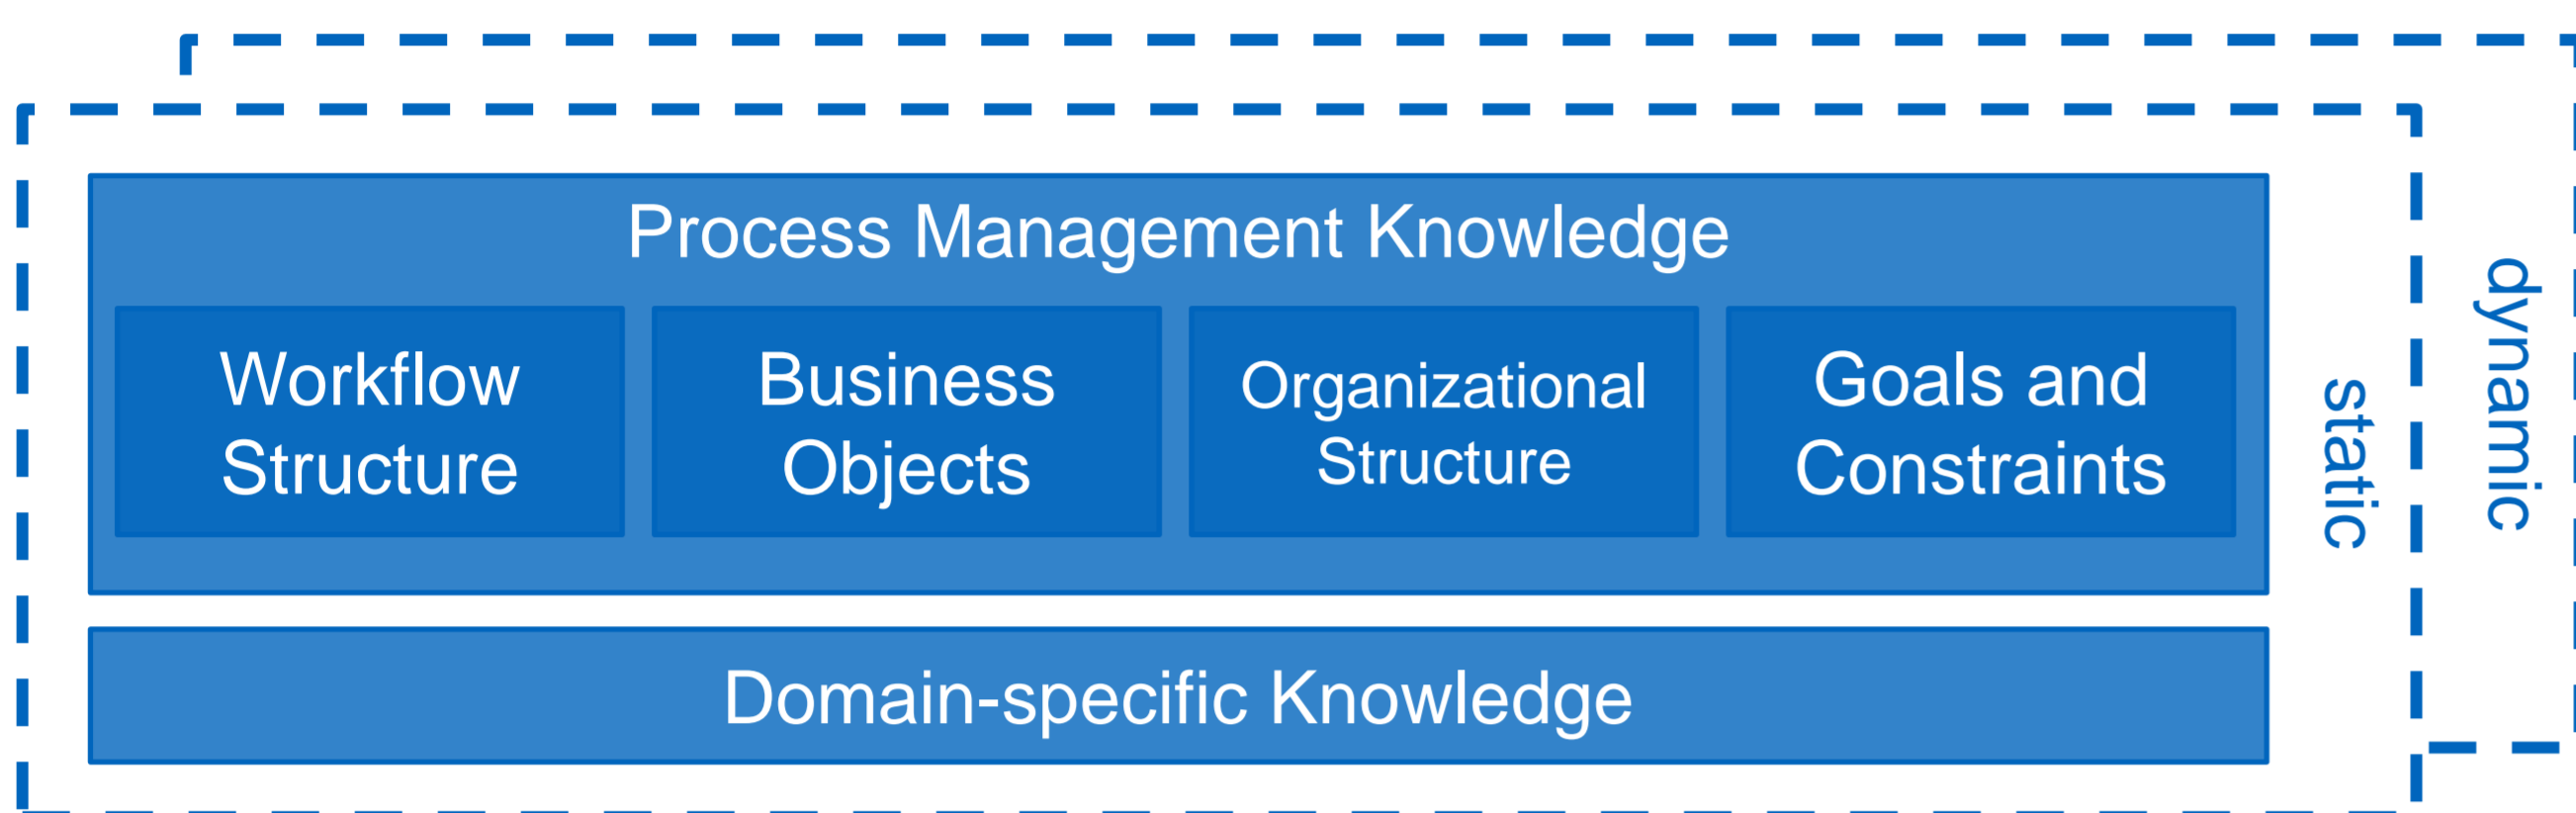 Process Management Knowledge
Workflow
Structure
Business
Objects
Organizational
Structure
Goals and
Constraints
Domain-specific Knowledge
static
dynamic